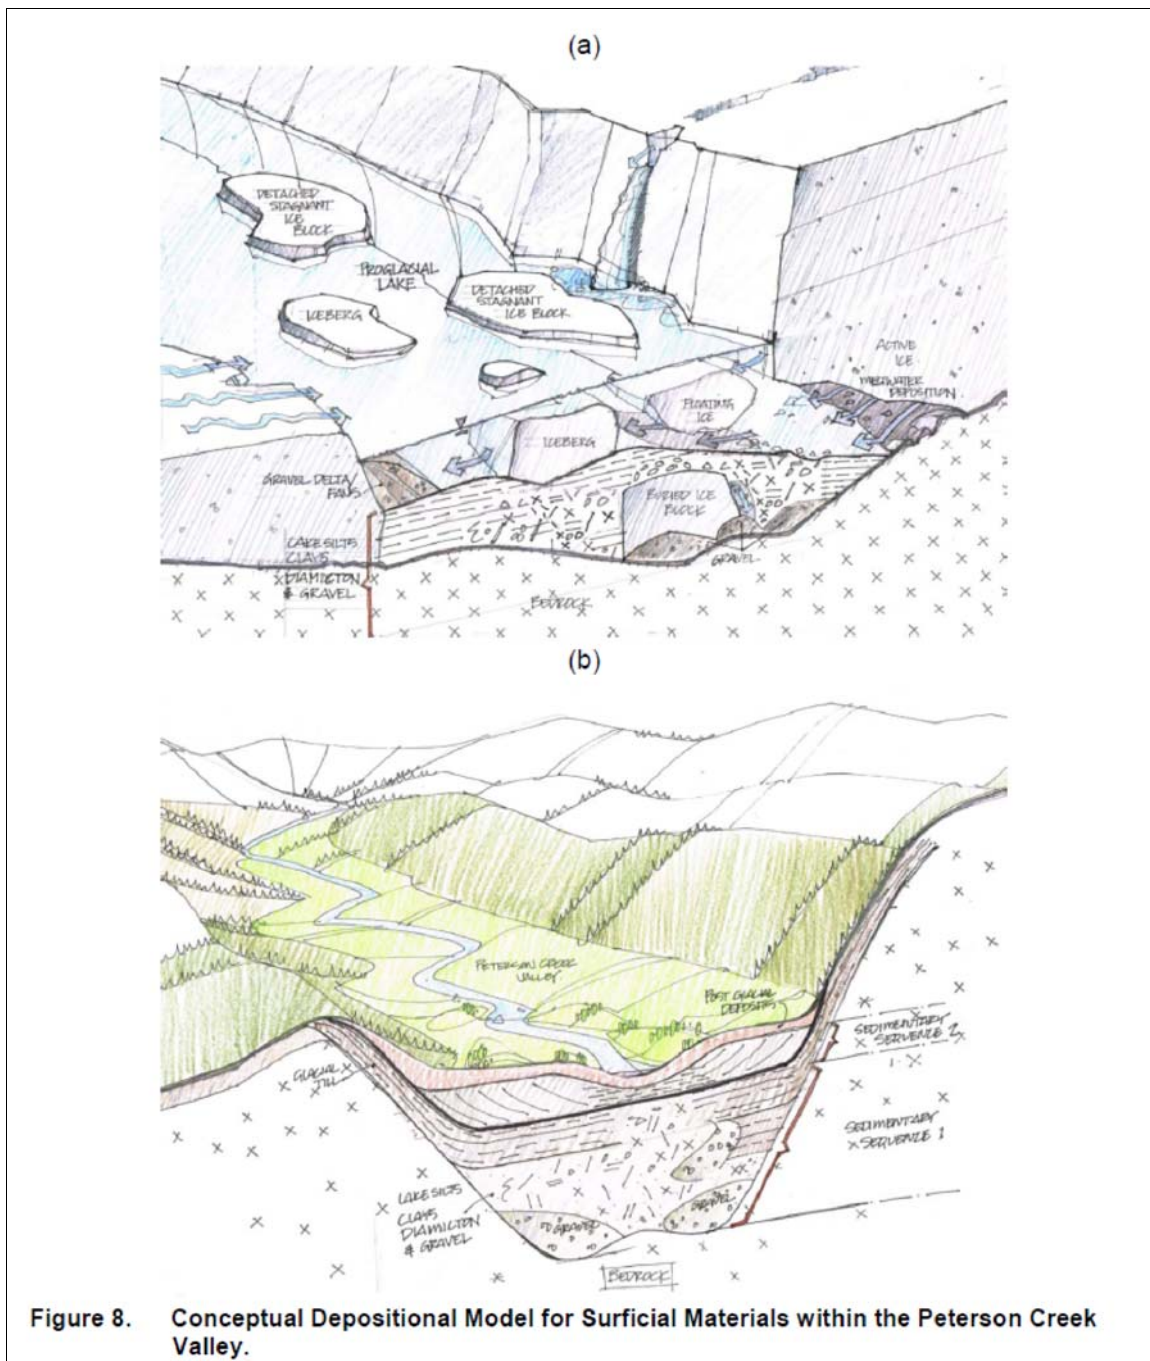 (a)
DETACHED
STAGNANT
ICE
BLOCK
PROGLACIAL
LAKE
DETACHED
STAGNANT
ICE BLOCK
ICEBERG
ACTIVE
ICE
MELTWATER
DEPOSITION
FLOATING
ICE
ICEBERG
GRAVEL DELTA/
FANS
BURIED ICE
BLOCK
LAKE SILTS
CLAYS
DIAMICTON
& GRAVEL
GRAVEL
BEDROCK
(b)
PETERSON CREEK
VALLEY
POST GLACIAL
DEPOSITS
SEDIMENTARY
SEQUENCE 2
GLACIAL
TILL
SEDIMENTARY
SEQUENCE 1
LAKE SILTS
CLAYS
DIAMICTON
& GRAVEL
GRAVEL
BEDROCK
Figure 8. Conceptual Depositional Model for Surficial Materials within the Peterson Creek
Valley.